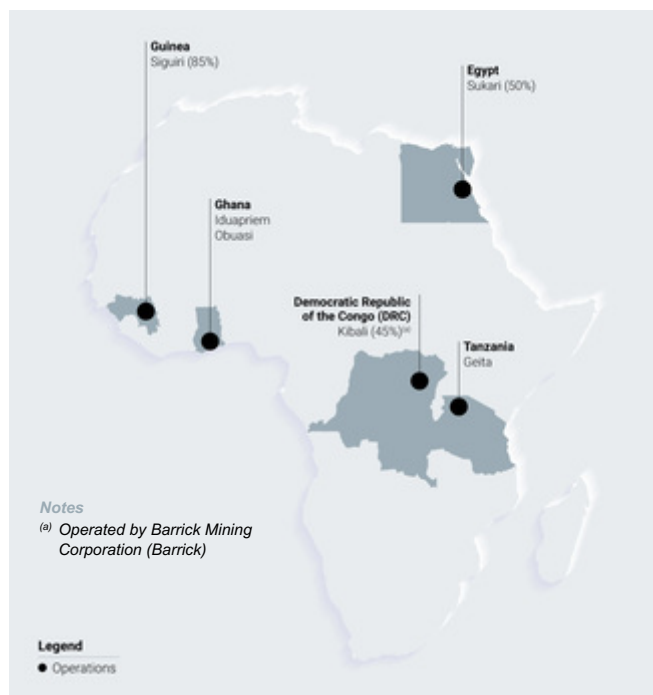 Guinea
Siguiri (85%)
Egypt
Sukari (50%)
Ghana
Iduapriem
Obuasi
Democratic Republic
of the Congo (DRC)
Kibali (45%)(a)
Tanzania
Geita
Notes
(a) Operated by Barrick Mining
Corporation (Barrick)
Legend
Operations